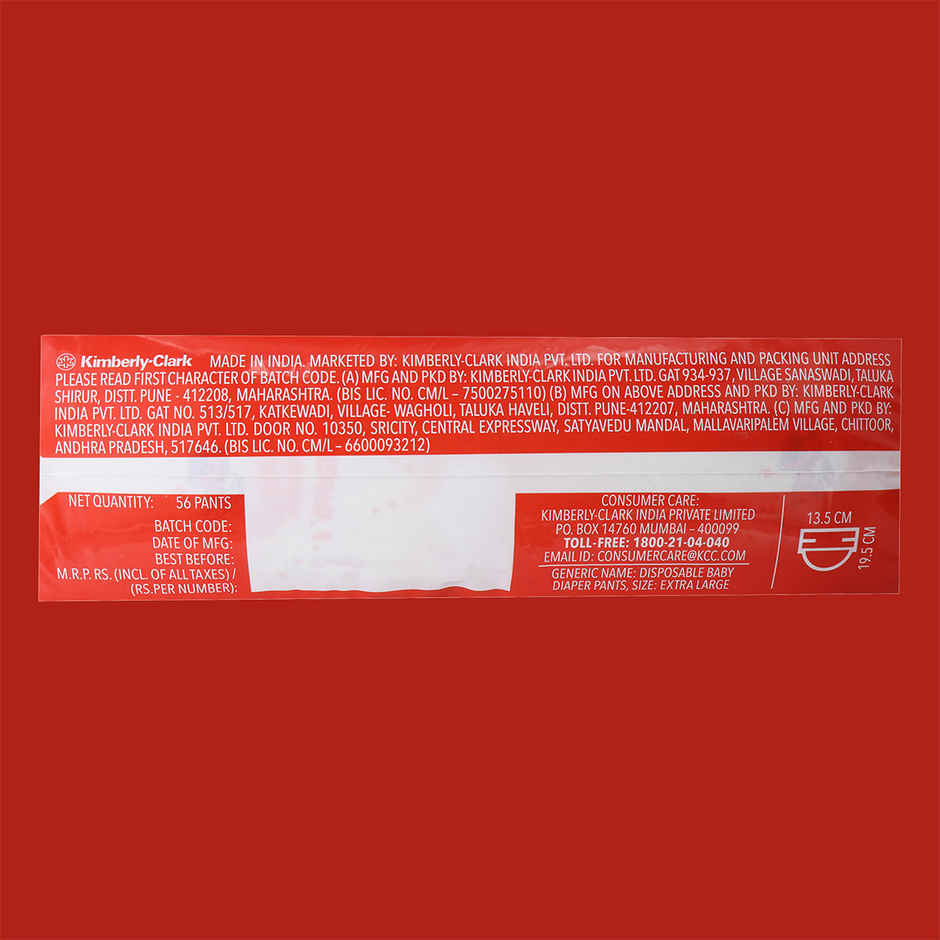 Kimberly-Clark MADE IN INDIA. MARKETED BY: KIMBERLY-CLARK INDIA PVT. LTD. FOR MANUFACTURING AND PACKING UNIT ADDRESS
PLEASE READ FIRST CHARACTER OF BATCH CODE. (A) MFG AND PKD BY: KIMBERLY-CLARK INDIA PVT. LTD. GAT 934-937, VILLAGE SANASWADI, TALUKA
SHIRUR, DISTT. PUNE - 412208, MAHARASHTRA. (BIS LIC. NO. CM/L – 7500275110) (B) MFG ON ABOVE ADDRESS AND PKD BY: KIMBERLY-CLARK
INDIA PVT. LTD. GAT NO. 513/517, KATKEWADI, VILLAGE- WAGHOLI, TALUKA HAVELI, DISTT. PUNE-412207, MAHARASHTRA. (C) MFG AND PKD BY:
KIMBERLY-CLARK INDIA PVT. LTD. DOOR NO. 10350, SRICITY, CENTRAL EXPRESSWAY, SATYAVEDU MANDAL, MALLAVARIPALEM VILLAGE, CHITTOOR,
ANDHRA PRADESH, 517646. (BIS LIC. NO. CM/L – 6600093212)
NET QUANTITY: 56 PANTS
BATCH CODE:
DATE OF MFG:
BEST BEFORE:
M.R.P. RS. (INCL. OF ALL TAXES) /
(RS.PER NUMBER):
CONSUMER CARE:
KIMBERLY-CLARK INDIA PRIVATE LIMITED
PO. BOX 14760 MUMBAI – 400099
TOLL-FREE: 1800-21-04-040
EMAIL ID: CONSUMERCARE@KCC.COM
GENERIC NAME: DISPOSABLE BABY
DIAPER PANTS, SIZE: EXTRA LARGE
13.5 CM
19.5 CM